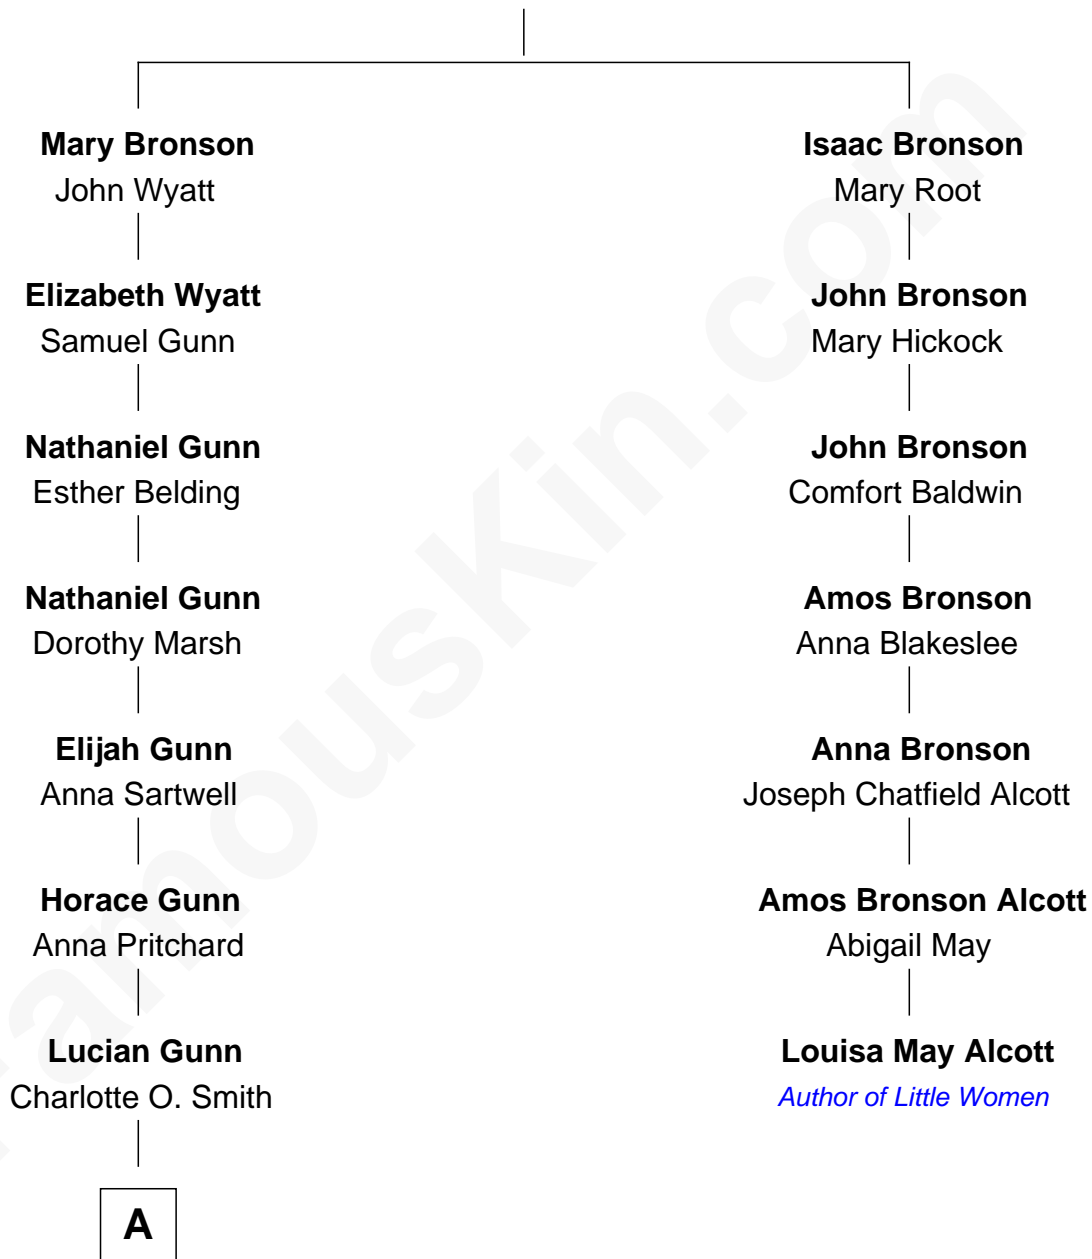 Mary Bronson
John Wyatt
Elizabeth Wyatt
Samuel Gunn
Nathaniel Gunn
Esther Belding
Nathaniel Gunn
Dorothy Marsh
Elijah Gunn
Anna Sartwell
Horace Gunn
Anna Pritchard
Lucian Gunn
Charlotte O. Smith
A
Isaac Bronson
Mary Root
John Bronson
Mary Hickock
John Bronson
Comfort Baldwin
Amos Bronson
Anna Blakeslee
Anna Bronson
Joseph Chatfield Alcott
Amos Bronson Alcott
Abigail May
Louisa May Alcott
Author of Little Women
FamousKin.com